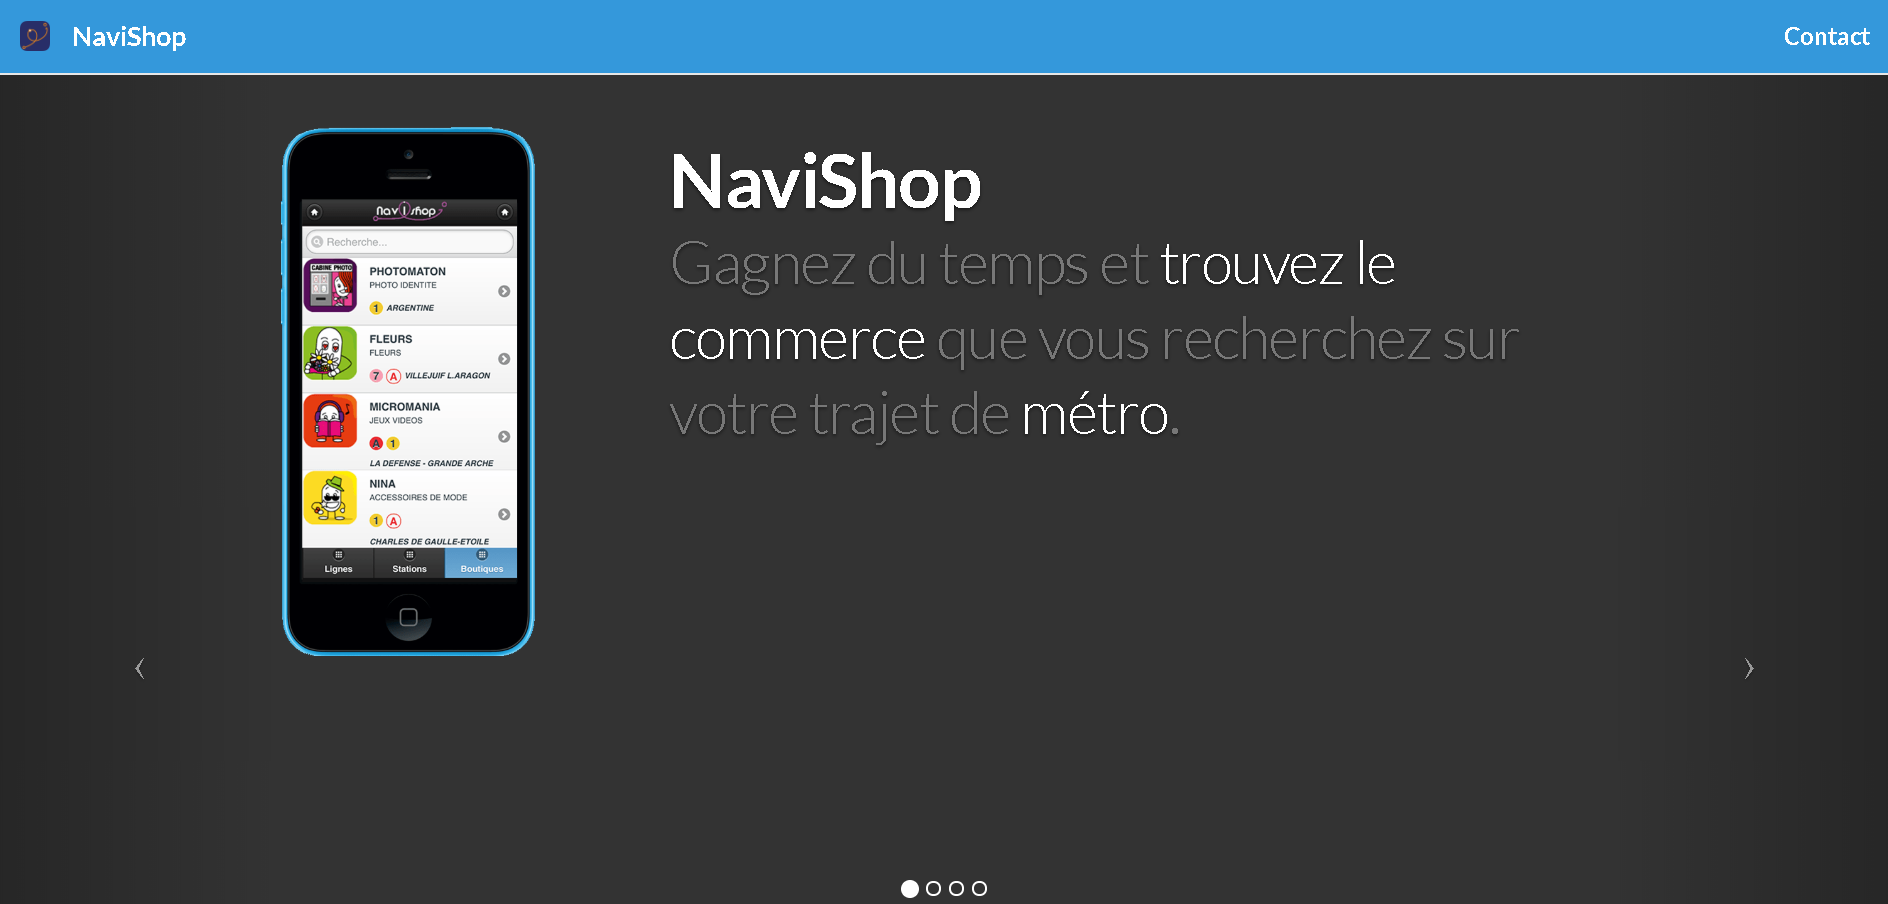 NaviShop
Contact
navishop
Recherche...
CABINE PHOTO
PHOTOMATON
PHOTO IDENTITE
1 ARGENTINE
FLEURS
FLEURS
7 A VILLEJUIF L.ARAGON
MICROMANIA
JEUX VIDEOS
A 1
LA DEFENSE - GRANDE ARCHE
NINA
ACCESSOIRES DE MODE
1 A
CHARLES DE GAULLE-ETOILE
Lignes Stations Boutiques
NaviShop
Gagnez du temps et trouvez le
commerce que vous recherchez sur
votre trajet de métro.